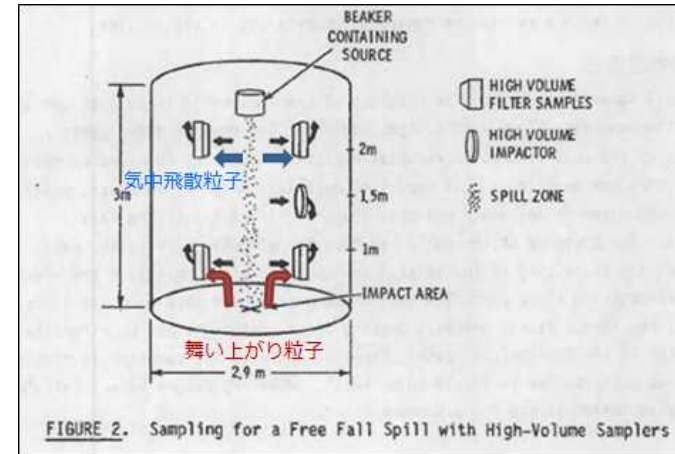 BEAKER
CONTAINING
SOURCE
HIGH VOLUME
FILTER SAMPLES
HIGH VOLUME
IMPACTOR
SPILL ZONE
2m
1,5m
1m
3m
気中飛散粒子
IMPACT AREA
舞い上がり粒子
2,9 m
FIGURE 2. Sampling for a Free Fall Spill with High-Volume Samplers